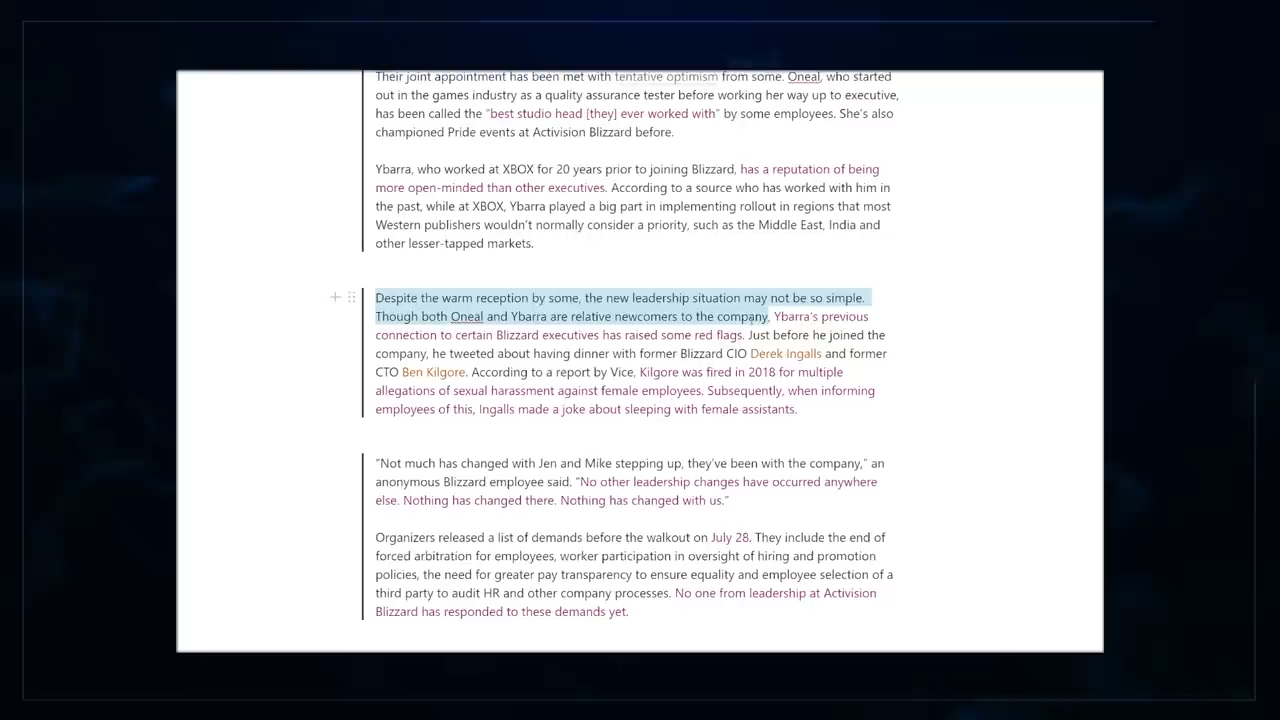 Their joint appointment has been met with tentative optimism from some. Oneal, who started
out in the games industry as a quality assurance tester before working her way up to executive,
has been called the “best studio head [they] ever worked with” by some employees. She’s also
championed Pride events at Activision Blizzard before.
Ybarra, who worked at XBOX for 20 years prior to joining Blizzard, has a reputation of being
more open-minded than other executives. According to a source who has worked with him in
the past, while at XBOX, Ybarra played a big part in implementing rollout in regions that most
Western publishers wouldn’t normally consider a priority, such as the Middle East, India and
other lesser-tapped markets.
Despite the warm reception by some, the new leadership situation may not be so simple.
Though both Oneal and Ybarra are relative newcomers to the company, Ybarra’s previous
connection to certain Blizzard executives has raised some red flags. Just before he joined the
company, he tweeted about having dinner with former Blizzard CIO Derek Ingalls and former
CTO Ben Kilgore. According to a report by Vice, Kilgore was fired in 2018 for multiple
allegations of sexual harassment against female employees. Subsequently, when informing
employees of this, Ingalls made a joke about sleeping with female assistants.
“Not much has changed with Jen and Mike stepping up, they’ve been with the company,” an
anonymous Blizzard employee said. “No other leadership changes have occurred anywhere
else. Nothing has changed there. Nothing has changed with us.”
Organizers released a list of demands before the walkout on July 28. They include the end of
forced arbitration for employees, worker participation in oversight of hiring and promotion
policies, the need for greater pay transparency to ensure equality and employee selection of a
third party to audit HR and other company processes. No one from leadership at Activision
Blizzard has responded to these demands yet.